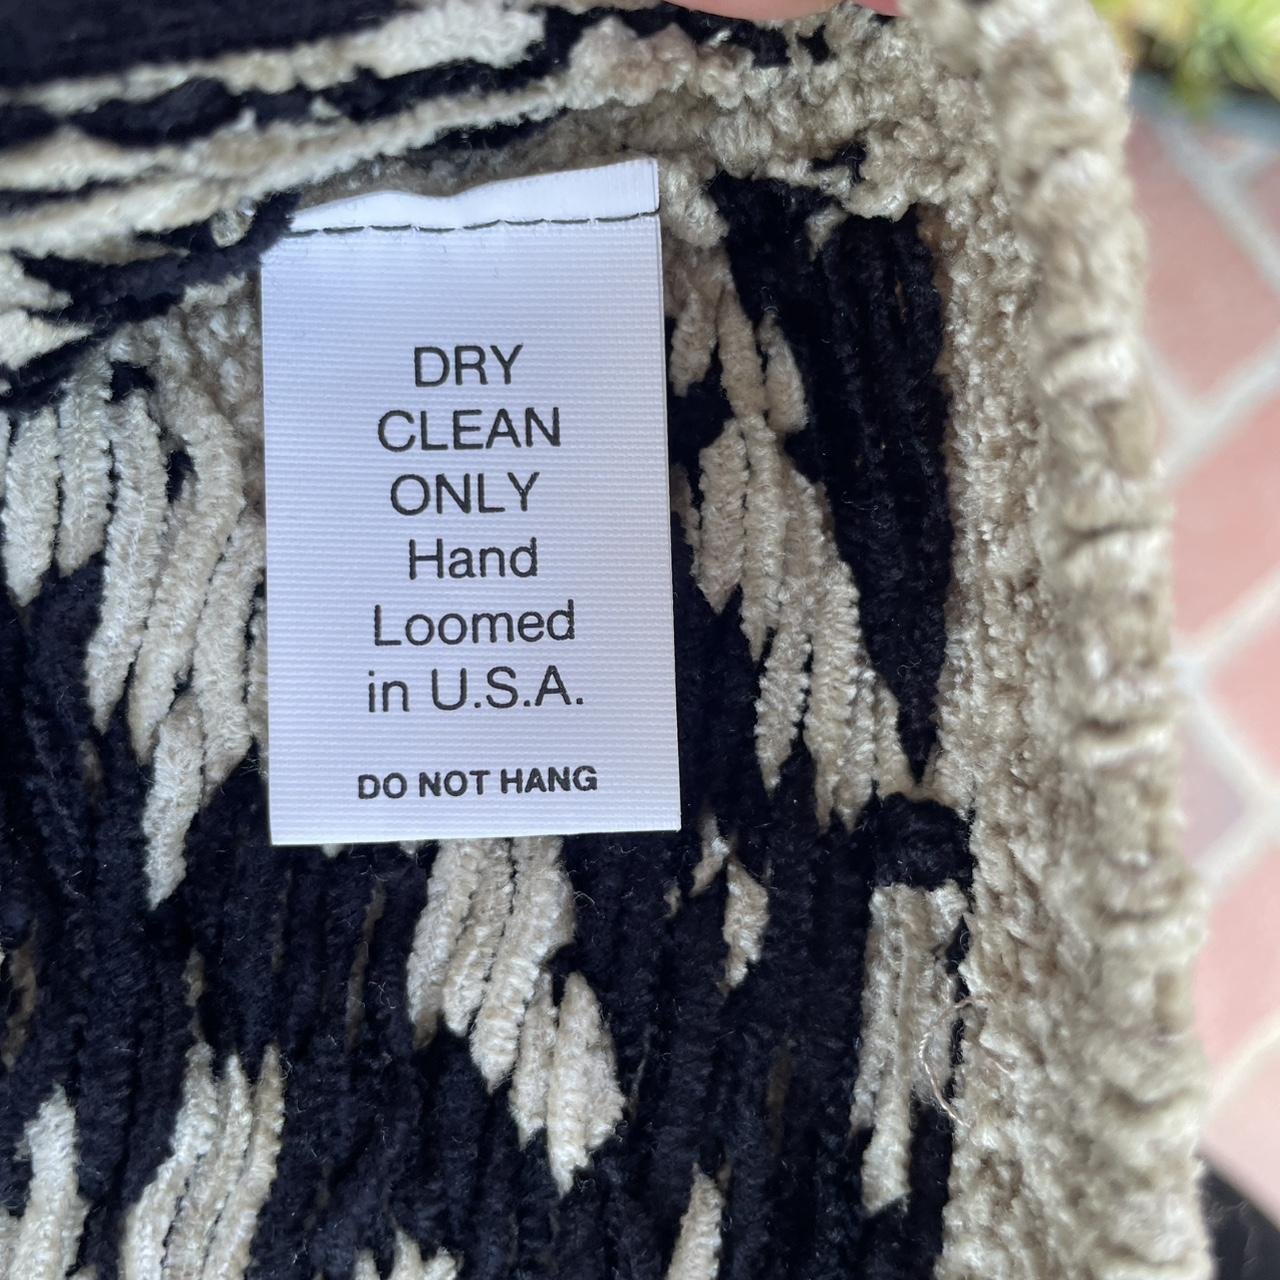 DRY
CLEAN
ONLY
Hand
Loomed
in U.S.A.
DO NOT HANG